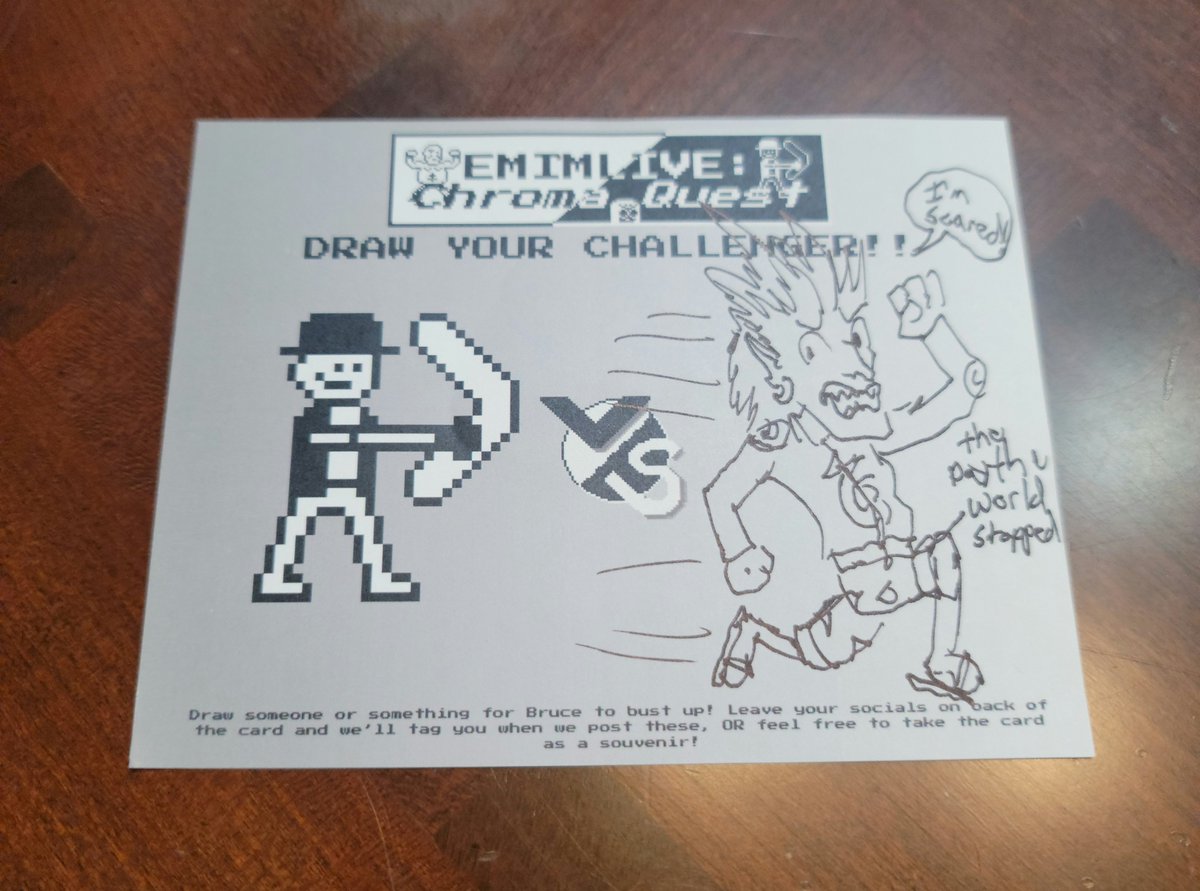 EMIMLIVE:
Chroma Quest
DRAW YOUR CHALLENGER!!
I'm
scared!
VS
the
Dayth
World
stopped
Draw someone or something for Bruce to bust up! Leave your socials on back of
the card and we'll tag you when we post these, OR feel free to take the card
as a souvenir!